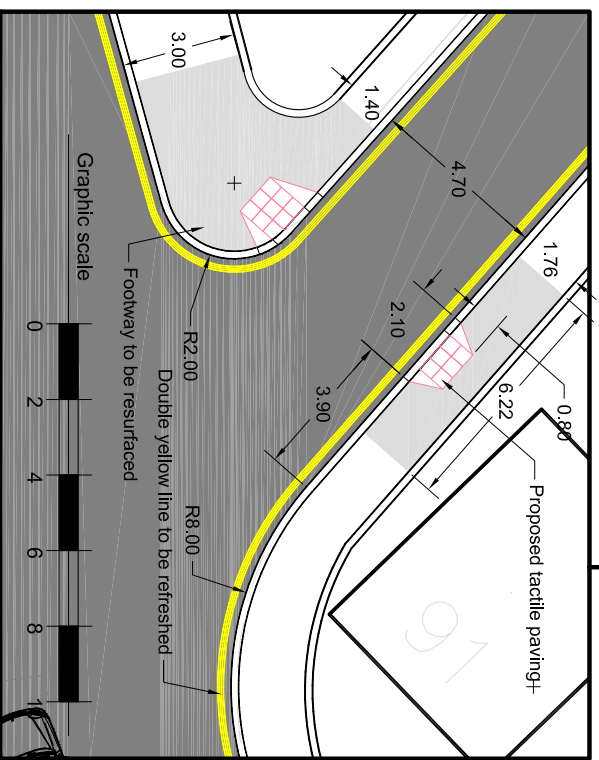 3.00
1.40
4.70
1.76
2.10
3.90
6.22
0.80
R2.00
R8.00
Footway to be resurfaced
Double yellow line to be refreshed
Proposed tactile paving
91
Graphic scale
0
2
4
6
8